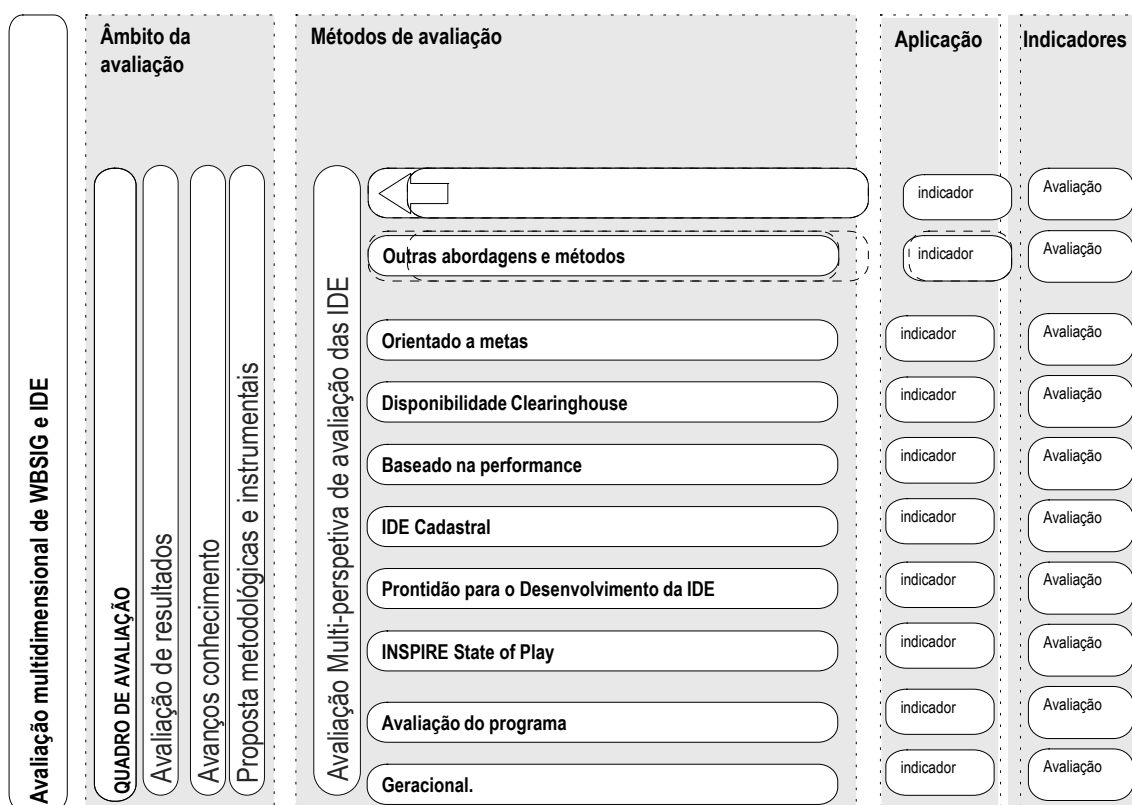 Avaliação multidimensional de WBSIG e IDE
Âmbito da
avaliação
QUADRO DE AVALIAÇÃO
Avaliação de resultados
Avanços conhecimento
Proposta metodológicas e instrumentais
Métodos de avaliação
Avaliação Multi-perspetiva de avaliação das IDE
Aplicação
Indicadores
indicador
Avaliação
Outras abordagens e métodos
indicador
Avaliação
Orientado a metas
indicador
Avaliação
Disponibilidade Clearinghouse
indicador
Avaliação
Baseado na performance
indicador
Avaliação
IDE Cadastral
indicador
Avaliação
Prontidão para o Desenvolvimento da IDE
indicador
Avaliação
INSPIRE State of Play
indicador
Avaliação
Avaliação do programa
indicador
Avaliação
Geracional.
indicador
Avaliação